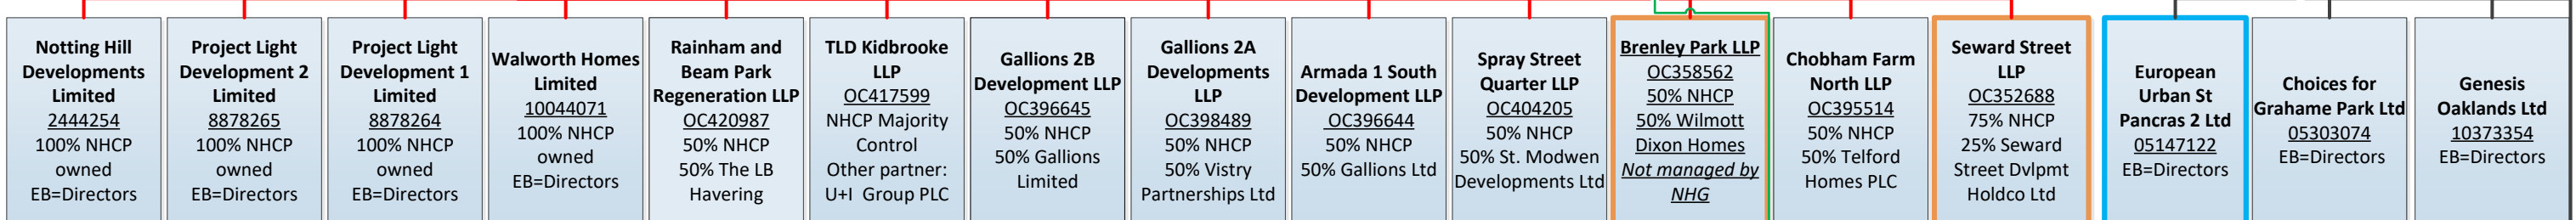 Notting Hill
Developments
Limited
2444254
100% NHCP
owned
EB=Directors
Project Light
Development 2
Limited
8878265
100% NHCP
owned
EB=Directors
Project Light
Development 1
Limited
8878264
100% NHCP
owned
EB=Directors
Walworth Homes
Limited
10044071
100% NHCP
owned
EB=Directors
Rainham and
Beam Park
Regeneration LLP
OC420987
50% NHCP
50% The LB
Havering
TLD Kidbrooke
LLP
OC417599
NHCP Majority
Control
Other partner:
U+I Group PLC
Gallions 2B
Development LLP
OC396645
50% NHCP
50% Gallions
Limited
Gallions 2A
Developments
LLP
OC398489
50% NHCP
50% Vistry
Partnerships Ltd
Armada 1 South
Development LLP
OC396644
50% NHCP
50% Gallions Ltd
Spray Street
Quarter LLP
OC404205
50% NHCP
50% St. Modwen
Developments Ltd
Brenley Park LLP
OC358562
50% NHCP
50% Wilmott
Dixon Homes
Not managed by
NHG
Chobham Farm
North LLP
OC395514
50% NHCP
50% Telford
Homes PLC
Seward Street
LLP
OC352688
75% NHCP
25% Seward
Street Dvlpmt
Holdco Ltd
European
Urban St
Pancras 2 Ltd
05147122
EB=Directors
Choices for
Grahame Park Ltd
05303074
EB=Directors
Genesis
Oaklands Ltd
10373354
EB=Directors